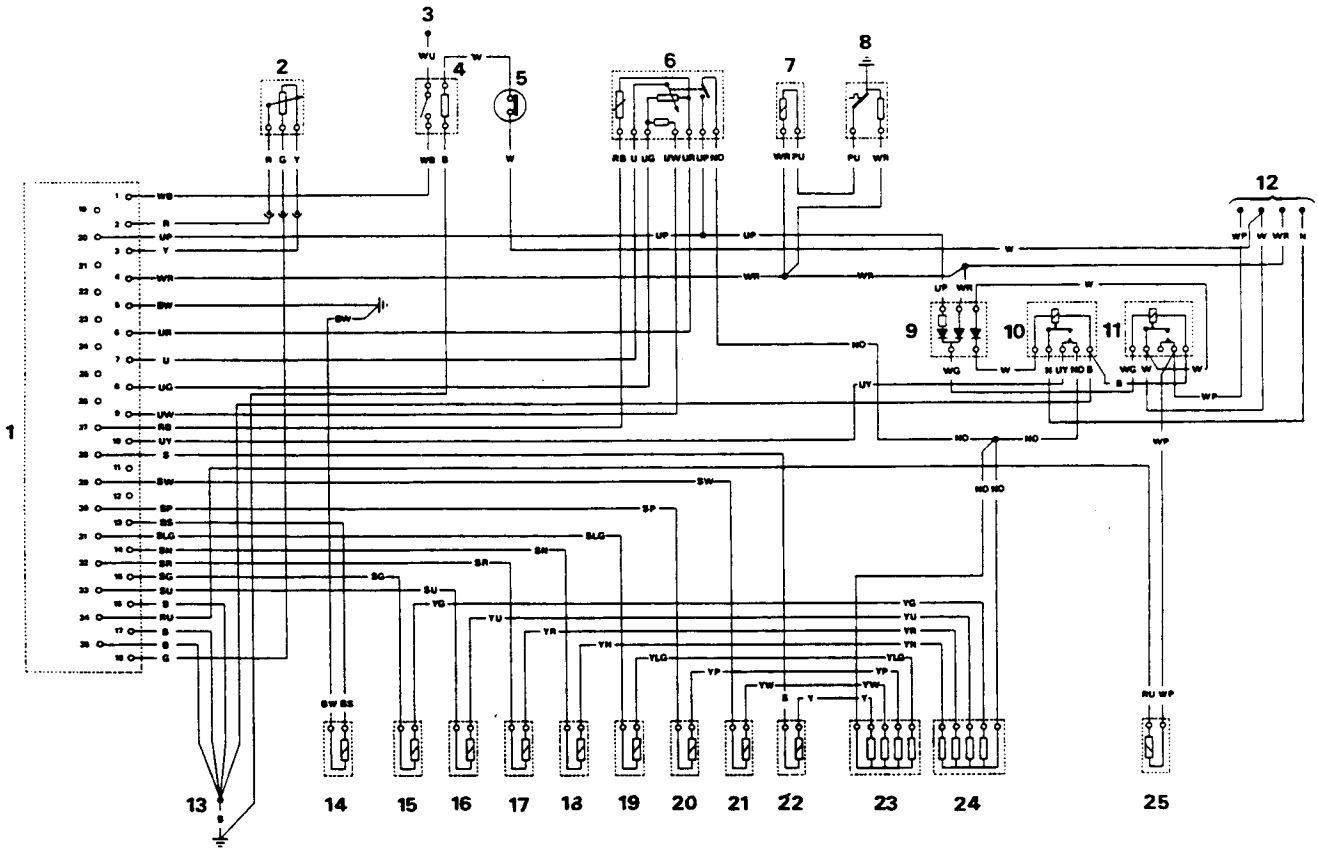 3
8
2
WU
W
4
5
6
7
R G Y
WB B
W
RB U UG UW UR UP NO
WR PU
PU WR
12
1 WB
19
2 R
20 UP UP UP
WP W WR N
3 Y W
21
4 WR WR WR
22
UP WR W
5 BW
23 BW
9 10 11
6 UR
24 NO
7 U
WG W N UY NO B WG W W
25
8 UG UY B
26 WP
9 UW
27 RB
1
10 UY NO NO WP
28 S
11
29 SW SW
NO NO
12
30 SP SP
13 BS
31 SLG SLG
14 SN SN
32 SR SR
15 SG SG
33 SU SU
16 B YG YG
34 RU YU YU
17 B YR YR
35 B YN YN
18 G YLG YLG
YP YP
YW YW
BW BS S Y Y RU WP
13 14 15 16 17 18 19 20 21 22 23 24 25
B